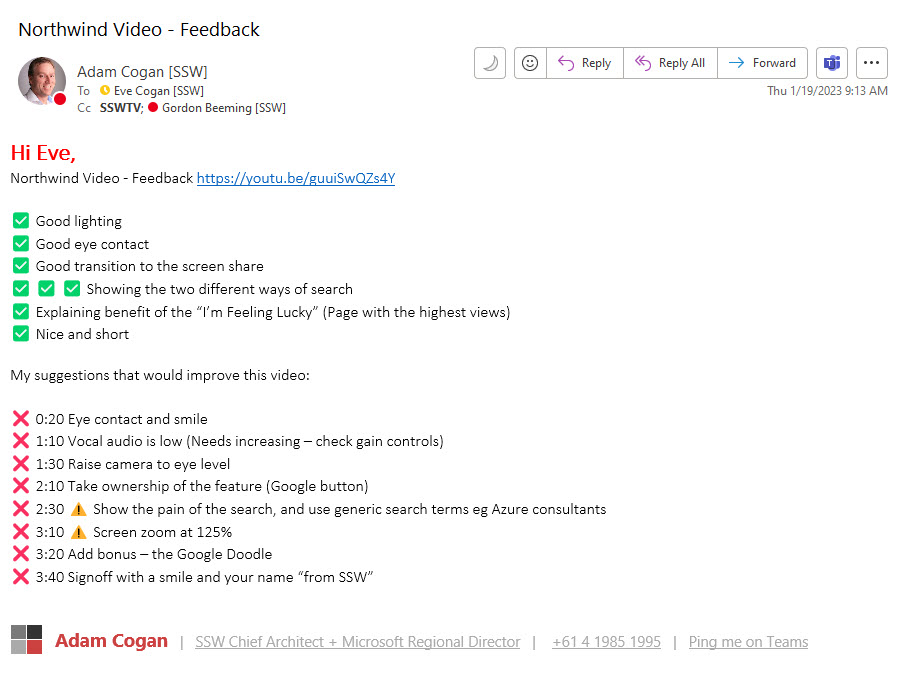 Northwind Video - Feedback
Adam Cogan [SSW]
Reply Reply All Forward
To Eve Cogan [SSW]
Thu 1/19/2023 9:13 AM
Cc SSWTV; Gordon Beeming [SSW]
Hi Eve,
Northwind Video - Feedback https://youtu.be/guuiSwQZs4Y
✅ Good lighting
✅ Good eye contact
✅ Good transition to the screen share
✅ ✅ ✅ Showing the two different ways of search
✅ Explaining benefit of the “I’m Feeling Lucky” (Page with the highest views)
✅ Nice and short
My suggestions that would improve this video:
❌ 0:20 Eye contact and smile
❌ 1:10 Vocal audio is low (Needs increasing – check gain controls)
❌ 1:30 Raise camera to eye level
❌ 2:10 Take ownership of the feature (Google button)
❌ 2:30 ⚠️ Show the pain of the search, and use generic search terms eg Azure consultants
❌ 3:10 ⚠️ Screen zoom at 125%
❌ 3:20 Add bonus – the Google Doodle
❌ 3:40 Signoff with a smile and your name “from SSW”
Adam Cogan | SSW Chief Architect + Microsoft Regional Director | +61 4 1985 1995 | Ping me on Teams